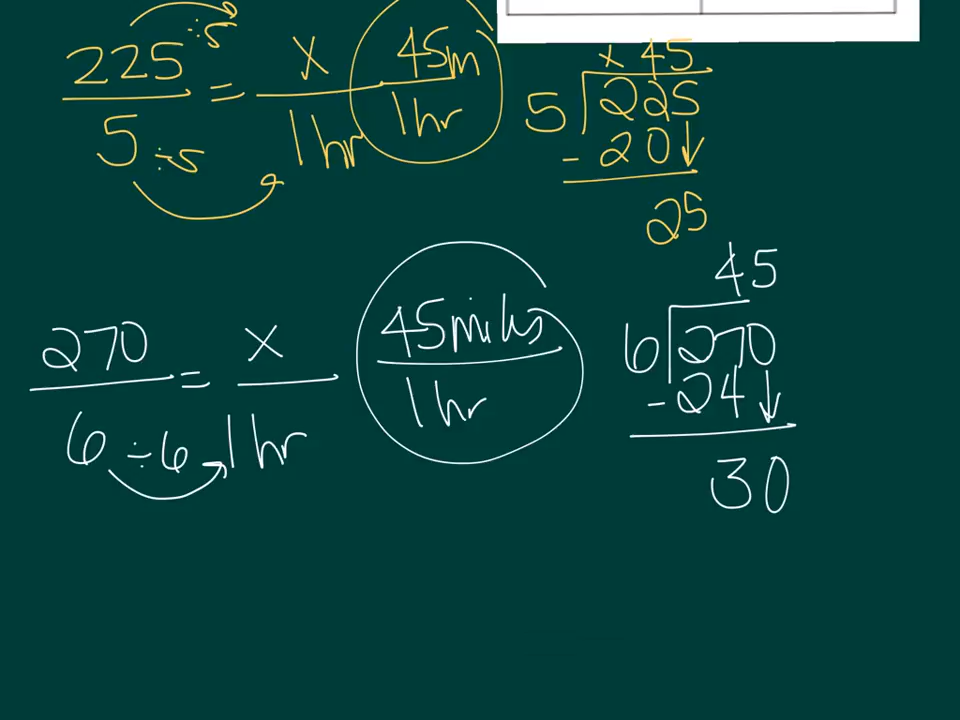 225 ÷5 = x 45m
5 ÷5 1hr 1hr
x 45
5 225
- 20↓
25
270 = x 45miles
6 ÷6 1hr 1hr
45
6 270
- 24↓
30